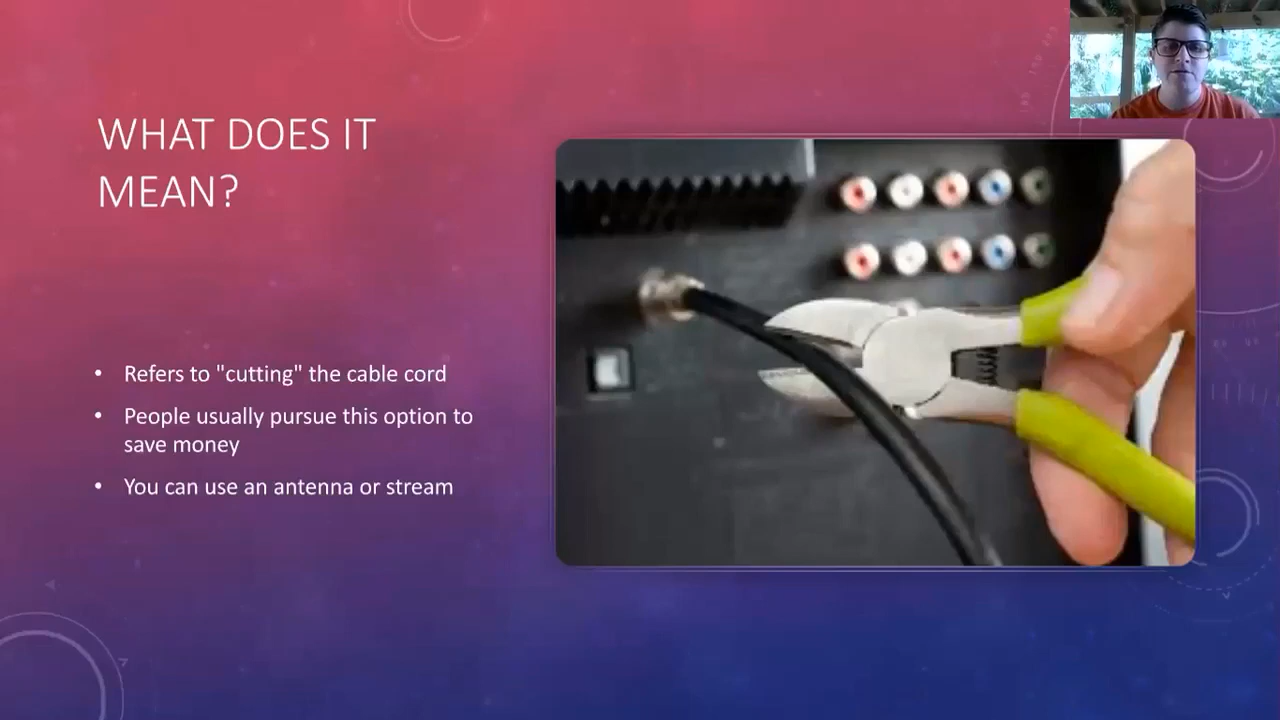 WHAT DOES IT
MEAN?
• Refers to "cutting" the cable cord
• People usually pursue this option to
save money
• You can use an antenna or stream